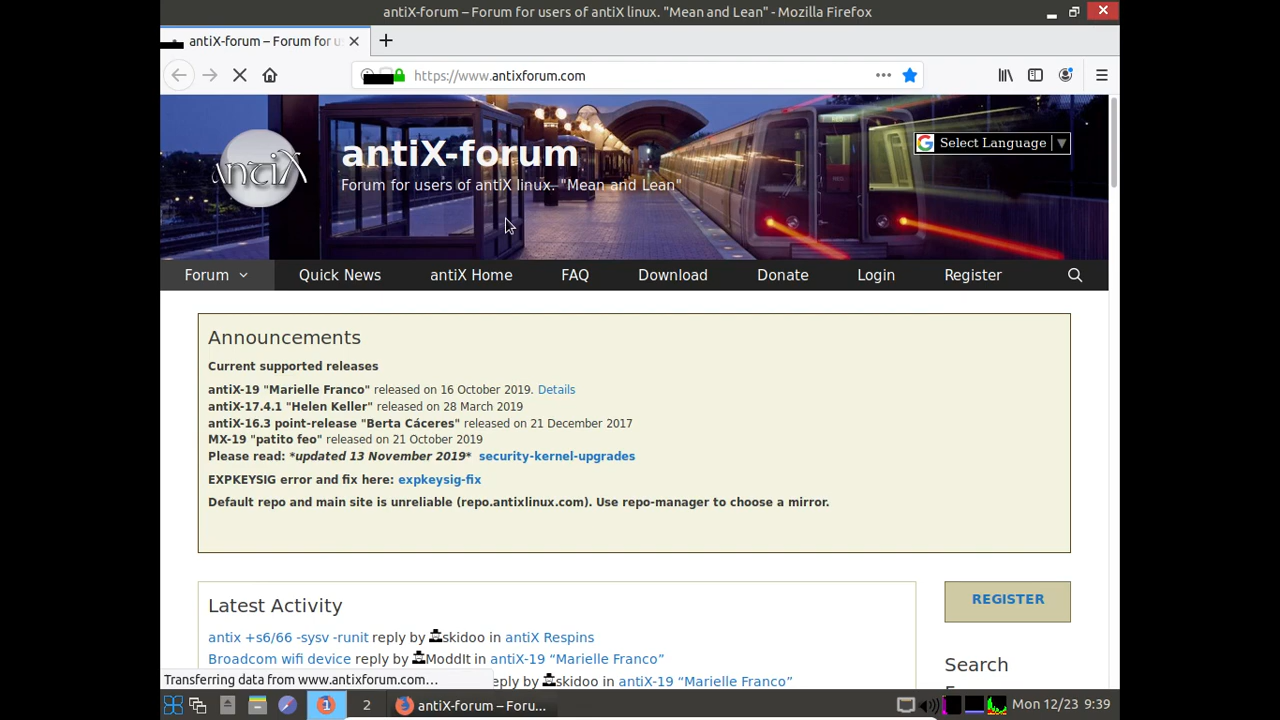 antiX-forum – Forum for users of antiX linux. "Mean and Lean" - Mozilla Firefox
antiX-forum – Forum for u
https://www.antixforum.com
antiX
antiX-forum
Select Language
Forum for users of antiX linux. "Mean and Lean"
Forum Quick News antiX Home FAQ Download Donate Login Register
Announcements
Current supported releases
antiX-19 "Marielle Franco" released on 16 October 2019. Details
antiX-17.4.1 "Helen Keller" released on 28 March 2019
antiX-16.3 point-release "Berta Cáceres" released on 21 December 2017
MX-19 "patito feo" released on 21 October 2019
Please read: *updated 13 November 2019* security-kernel-upgrades
EXPKEYSIG error and fix here: expkeysig-fix
Default repo and main site is unreliable (repo.antixlinux.com). Use repo-manager to choose a mirror.
Latest Activity
REGISTER
antix +s6/66 -sysv -runit reply by skidoo in antiX Respins
Broadcom wifi device reply by ModdIt in antiX-19 “Marielle Franco”
Search
reply by skidoo in antiX-19 “Marielle Franco”
Transferring data from www.antixforum.com…
1 2 antiX-forum – Foru... Mon 12/23 9:39